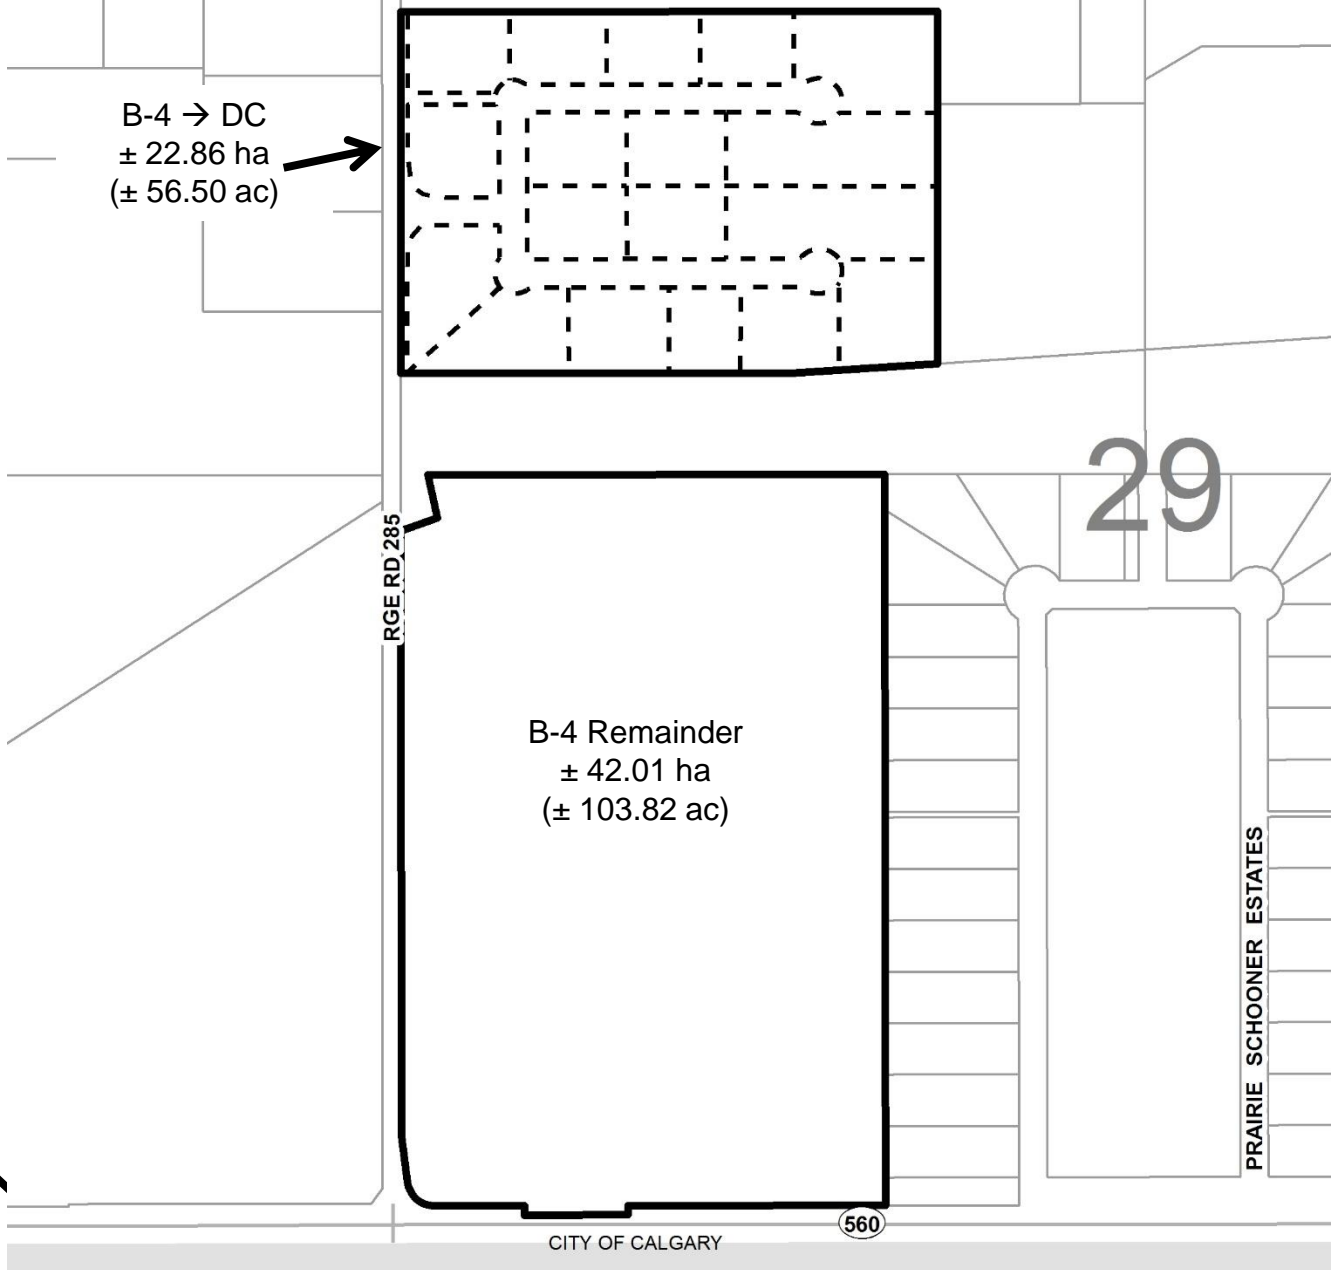 B-4 → DC
± 22.86 ha
(± 56.50 ac)
29
RGE RD 285
B-4 Remainder
± 42.01 ha
(± 103.82 ac)
PRAIRIE SCHOONER ESTATES
560
CITY OF CALGARY